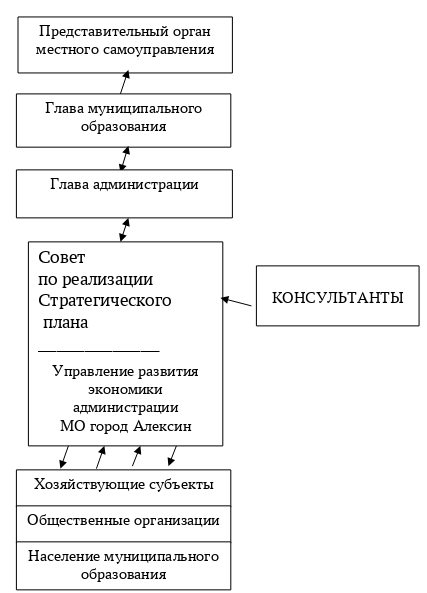 Представительный орган
местного самоуправления
Глава муниципального
образования
Глава администрации
Совет
по реализации
Стратегического
плана
_______________
Управление развития
экономики
администрации
МО город Алексин
КОНСУЛЬТАНТЫ
Хозяйствующие субъекты
Общественные организации
Население муниципального
образования